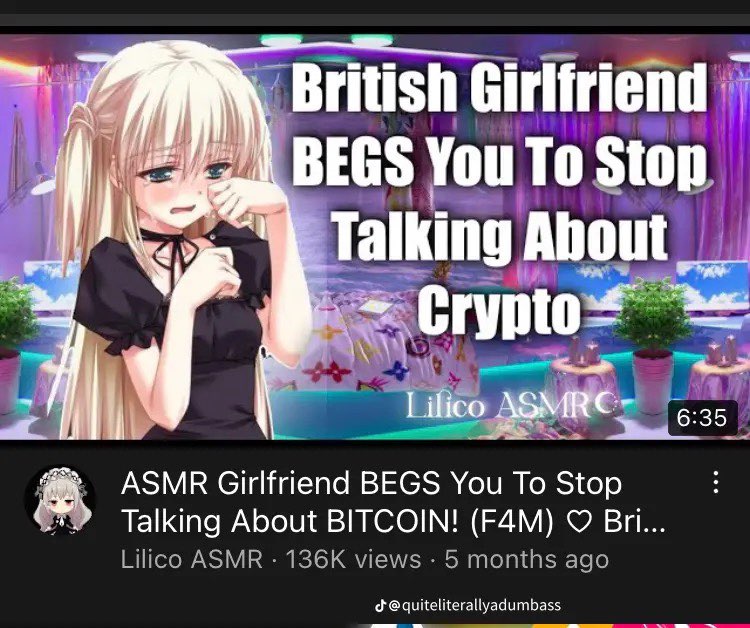 British Girlfriend
BEGS You To Stop
Talking About
Crypto
Lilico ASMR
6:35
ASMR Girlfriend BEGS You To Stop
Talking About BITCOIN! (F4M) ♡ Bri...
Lilico ASMR · 136K views · 5 months ago
@quiteliterallyadumbass